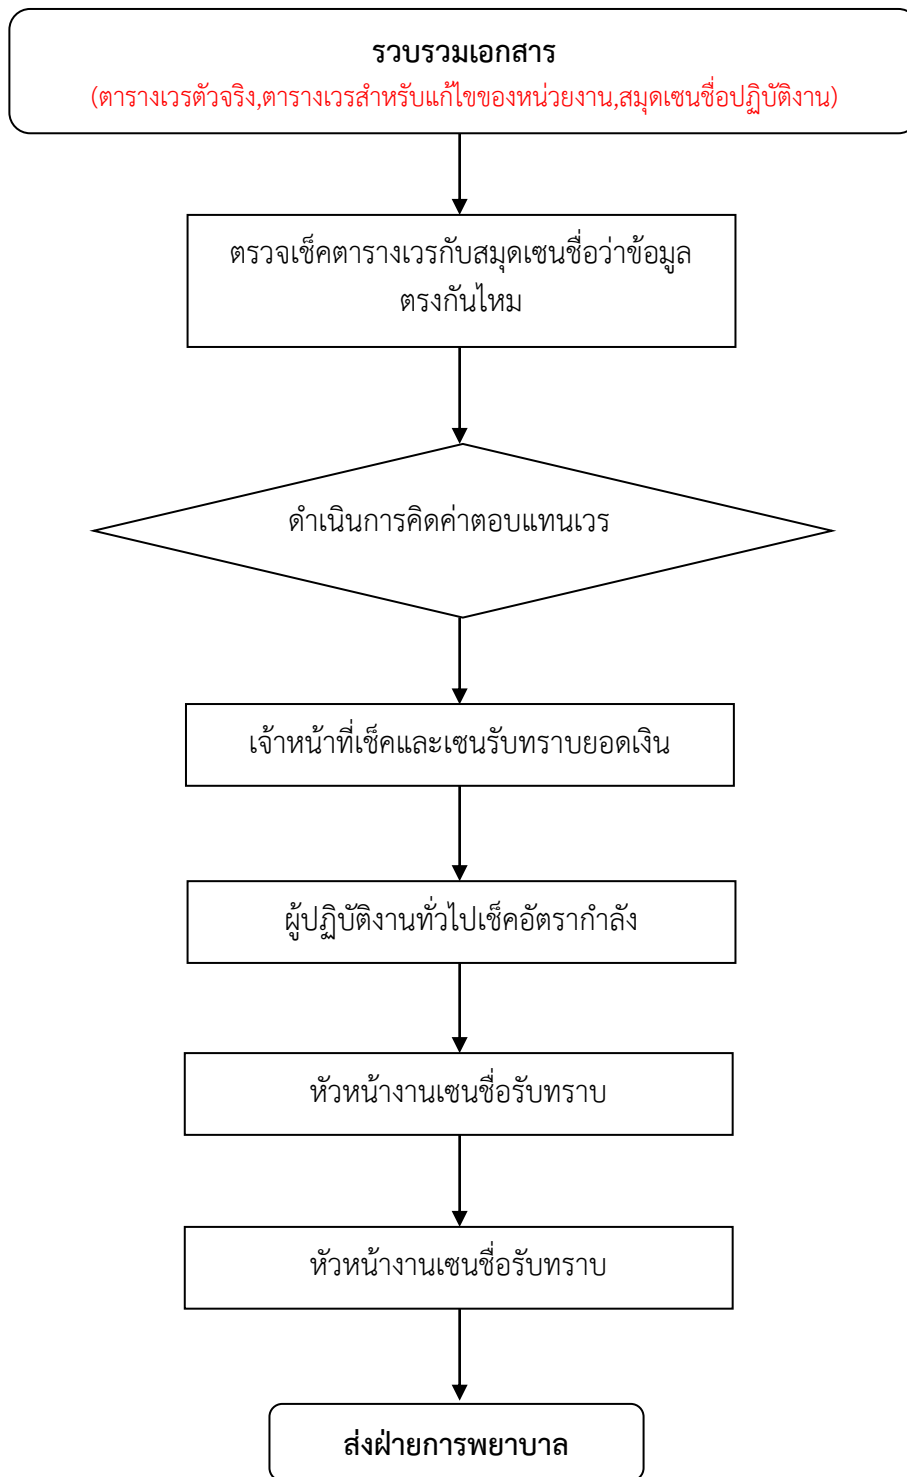 รวบรวมเอกสาร
(ตารางเวรตัวจริง,ตารางเวรสำหรับแก้ไขของหน่วยงาน,สมุดเซนชื่อปฏิบัติงาน)
ตรวจเช็คตารางเวรกับสมุดเซนชื่อว่าข้อมูล
ตรงกันไหม
ดำเนินการคิดค่าตอบแทนเวร
เจ้าหน้าที่เช็คและเซนรับทราบยอดเงิน
ผู้ปฏิบัติงานทั่วไปเช็คอัตรากำลัง
หัวหน้างานเซนชื่อรับทราบ
หัวหน้างานเซนชื่อรับทราบ
ส่งฝ่ายการพยาบาล